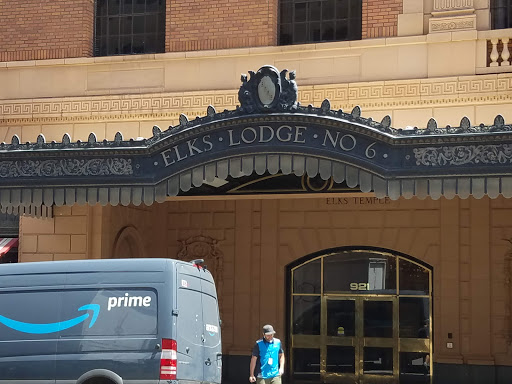 ELKS · LODGE · NO 6 ·
ELKS TEMPLE
921
prime